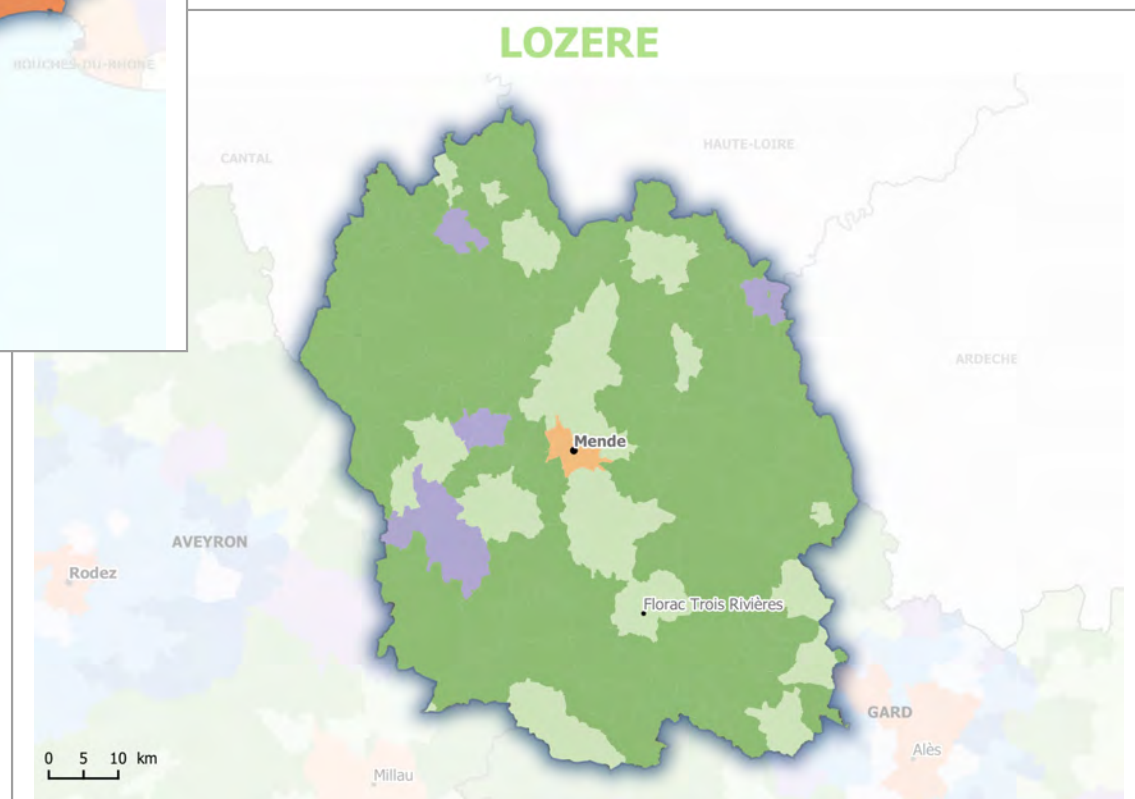 BOUCHES-DU-RHONE
LOZERE
HAUTE-LOIRE
CANTAL
ARDECHE
Mende
AVEYRON
Rodez
Florac Trois Rivières
GARD
Alès
0 5 10 km
Millau